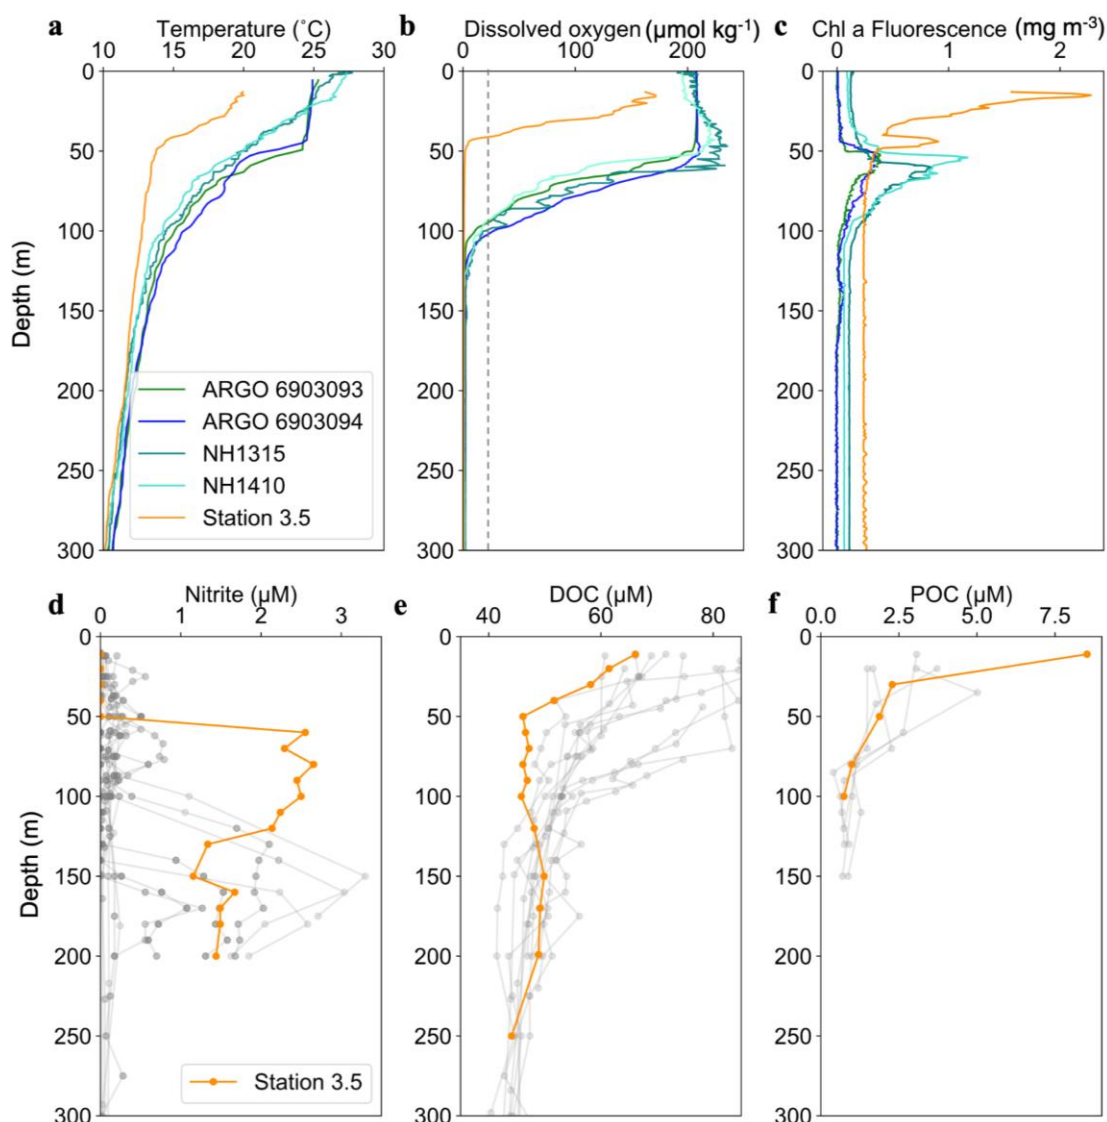 a Temperature (˚C) b Dissolved oxygen (μmol kg-1) c Chl a Fluorescence (mg m-3)
10 15 20 25 30 0 100 200 0 1 2
0 0 0
50 50 50
100 100 100
150 150 150
200 200 200
250 250 250
300 300 300
Depth (m)
ARGO 6903093
ARGO 6903094
NH1315
NH1410
Station 3.5
d Nitrite (μM) e DOC (μM) f POC (μM)
0 1 2 3 40 60 80 0.0 2.5 5.0 7.5
0 0 0
50 50 50
100 100 100
150 150 150
200 200 200
250 250 250
300 300 300
Depth (m)
Station 3.5